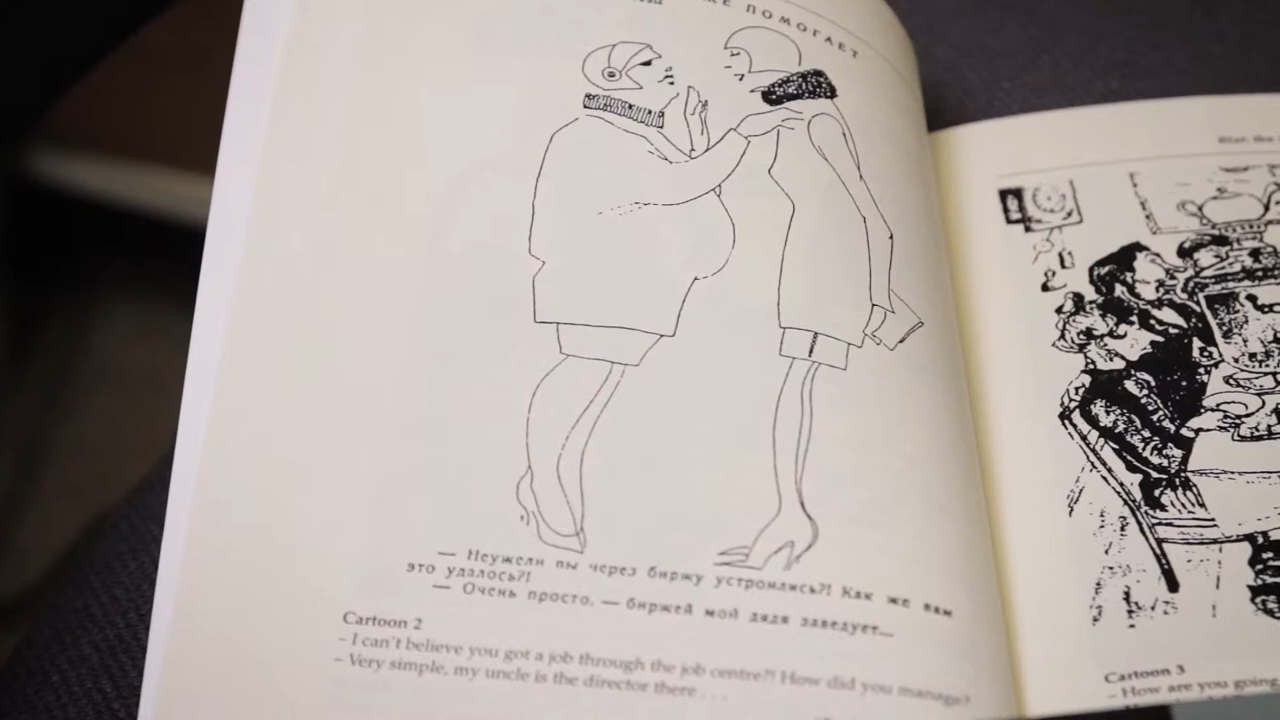 ПОМОГАЕТ
— Неужели вы через биржу устроились?! Как же вам
это удалось?!
— Очень просто, — биржей мой дядя заведует...
Cartoon 2
– I can't believe you got a job through the job centre?! How did you manage?
– Very simple, my uncle is the director there . . .
Cartoon 3
– How are you going